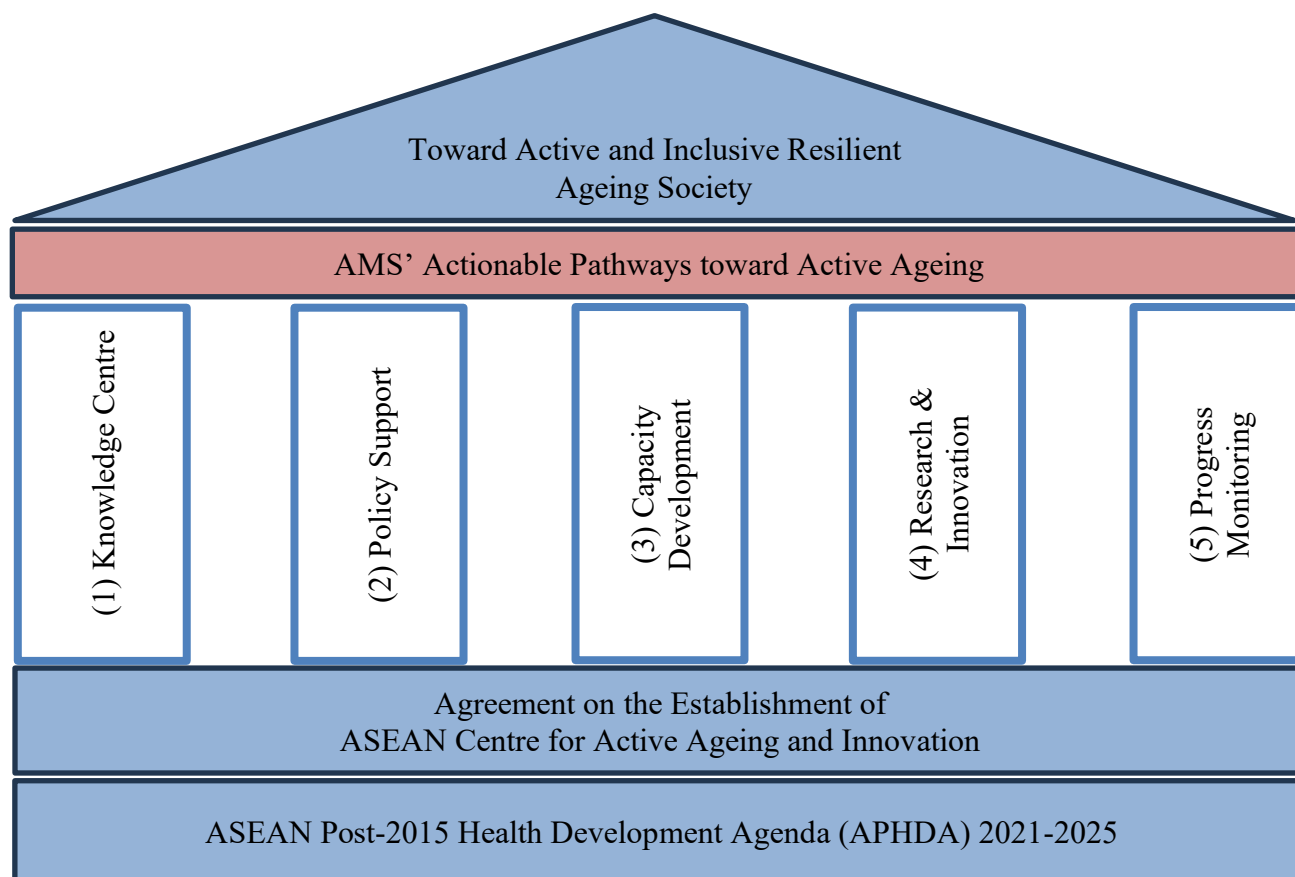 Toward Active and Inclusive Resilient
Ageing Society
AMS’ Actionable Pathways toward Active Ageing
(1) Knowledge Centre
(2) Policy Support
(3) Capacity
Development
(4) Research &
Innovation
(5) Progress
Monitoring
Agreement on the Establishment of
ASEAN Centre for Active Ageing and Innovation
ASEAN Post-2015 Health Development Agenda (APHDA) 2021-2025